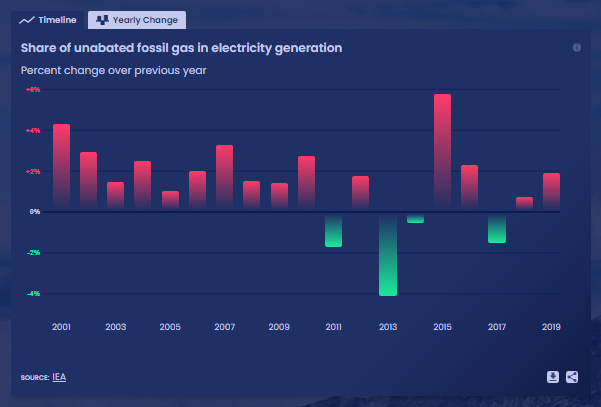 Timeline
Yearly Change
Share of unabated fossil gas in electricity generation
Percent change over previous year
+6%
+4%
+2%
0%
-2%
-4%
2001 2003 2005 2007 2009 2011 2013 2015 2017 2019
SOURCE: IEA